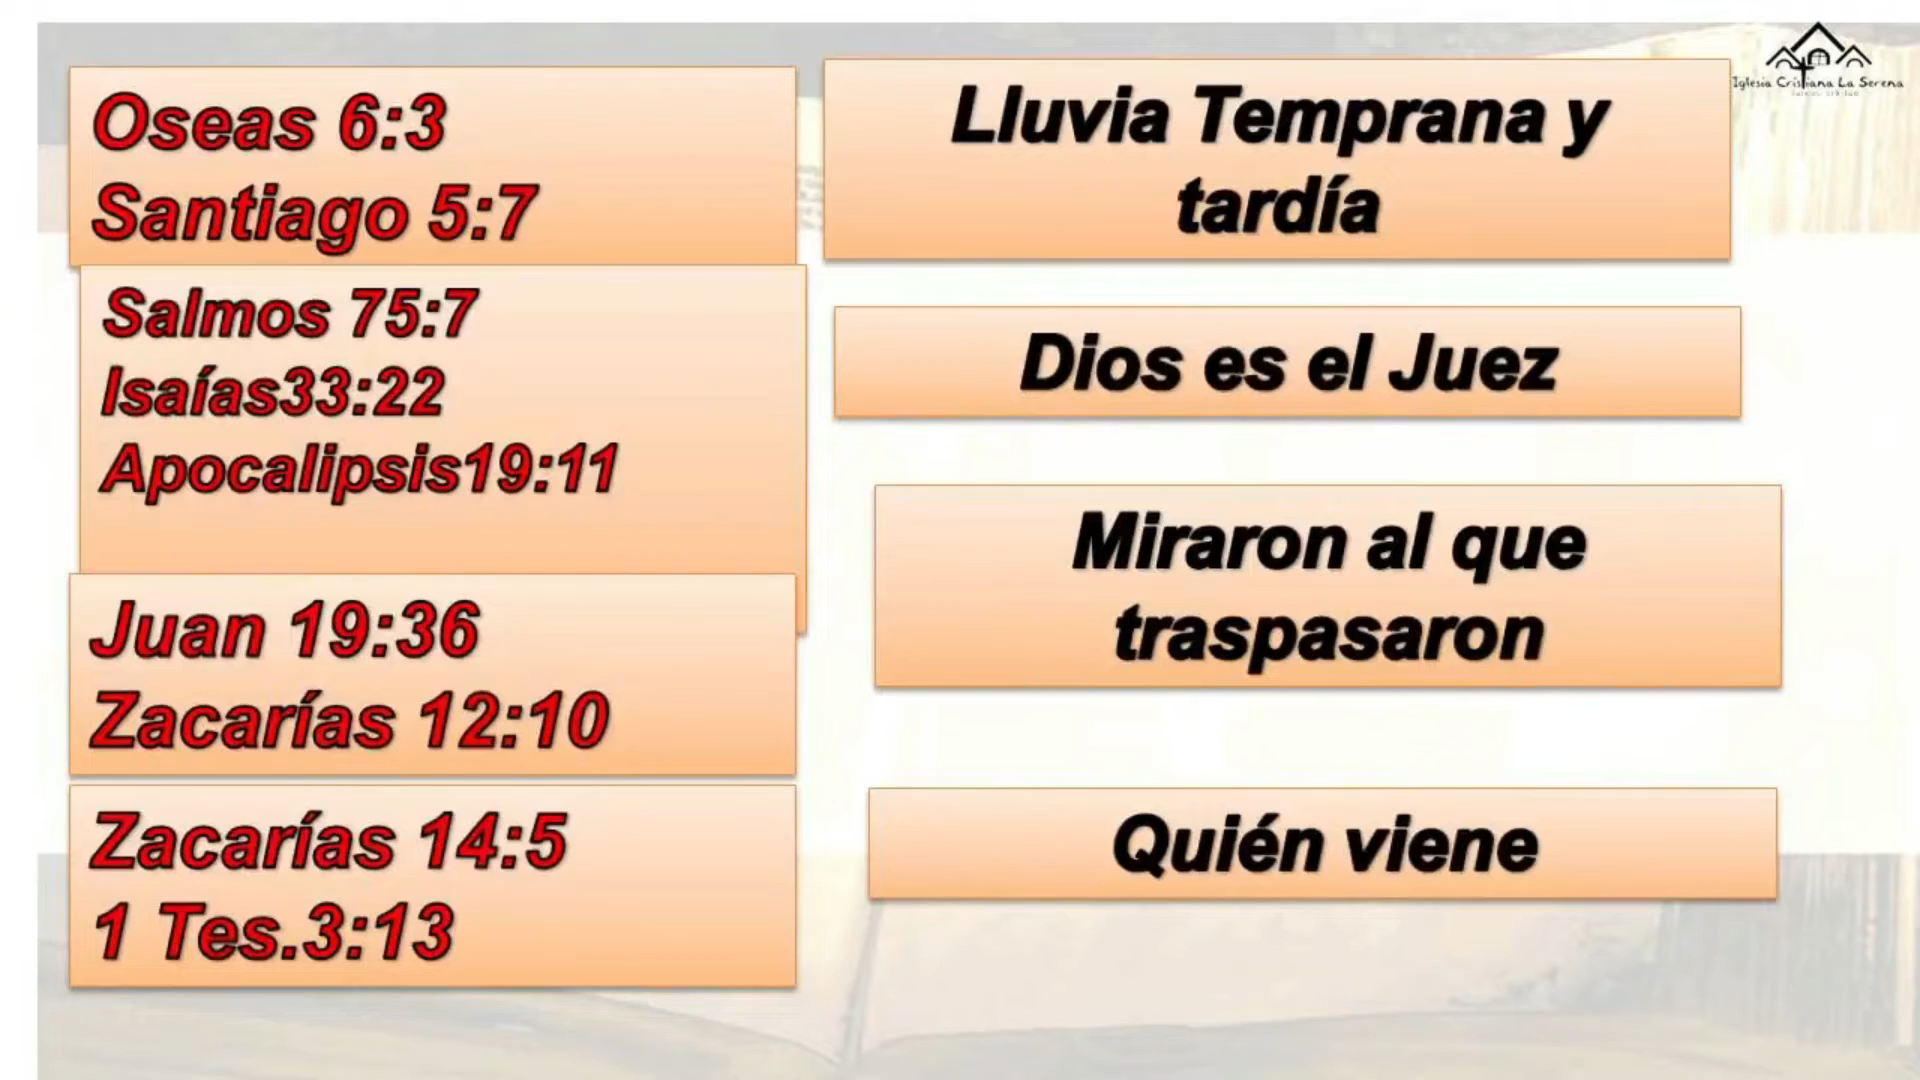 Iglesia Cristiana La Serena
Oseas 6:3
Santiago 5:7
Lluvia Temprana y
tardía
Salmos 75:7
Isaías33:22
Apocalipsis19:11
Dios es el Juez
Juan 19:36
Zacarías 12:10
Miraron al que
traspasaron
Zacarías 14:5
1 Tes.3:13
Quién viene